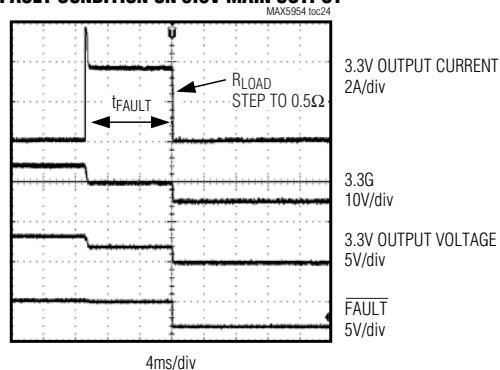 FAULT CONDITION ON 3.3V MAIN OUTPUT
MAX5954 toc24
3.3V OUTPUT CURRENT
2A/div
RLOAD
STEP TO 0.5Ω
tFAULT
3.3G
10V/div
3.3V OUTPUT VOLTAGE
5V/div
FAULT
5V/div
4ms/div